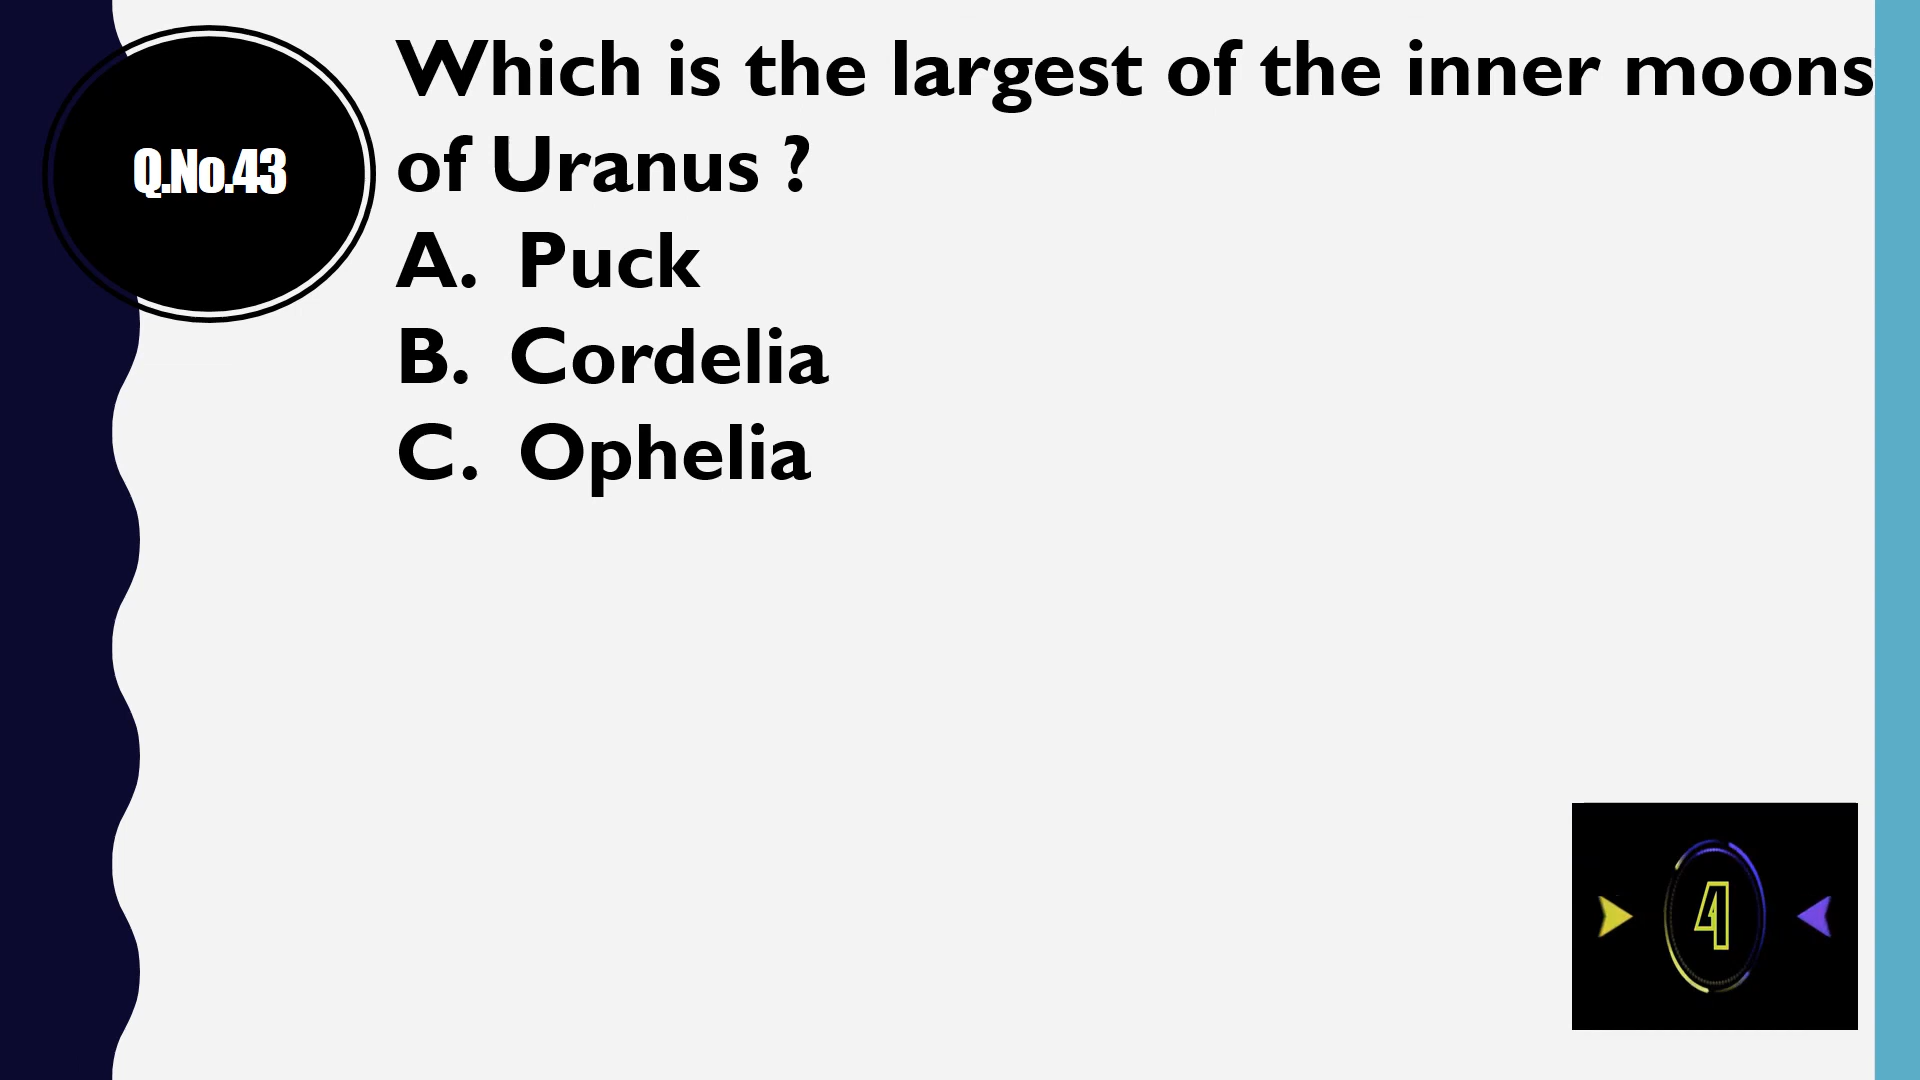 Q.No.43
Which is the largest of the inner moons
of Uranus ?
A. Puck
B. Cordelia
C. Ophelia
4